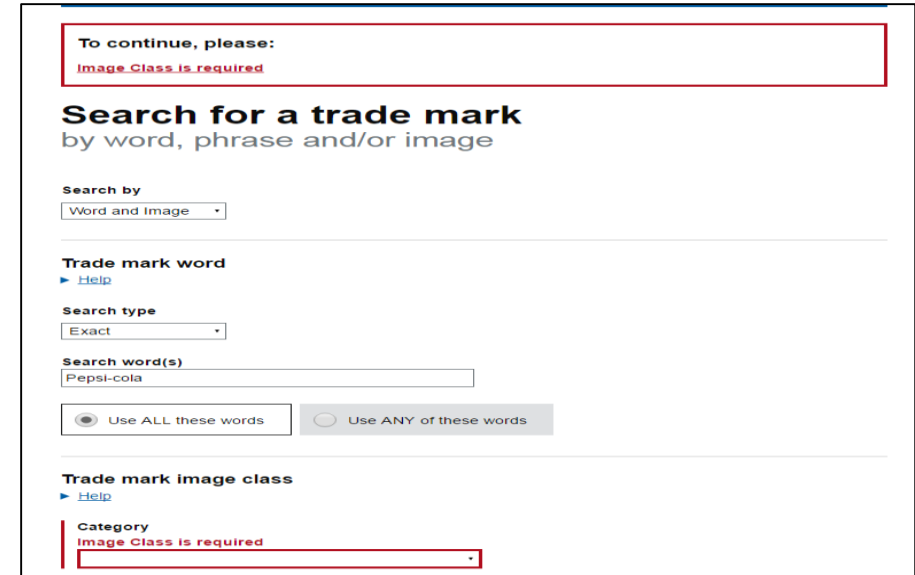 To continue, please:
Image Class is required
Search for a trade mark
by word, phrase and/or image
Search by
Word and Image
Trade mark word
Help
Search type
Exact
Search word(s)
Pepsi-cola
Use ALL these words
Use ANY of these words
Trade mark image class
Help
Category
Image Class is required